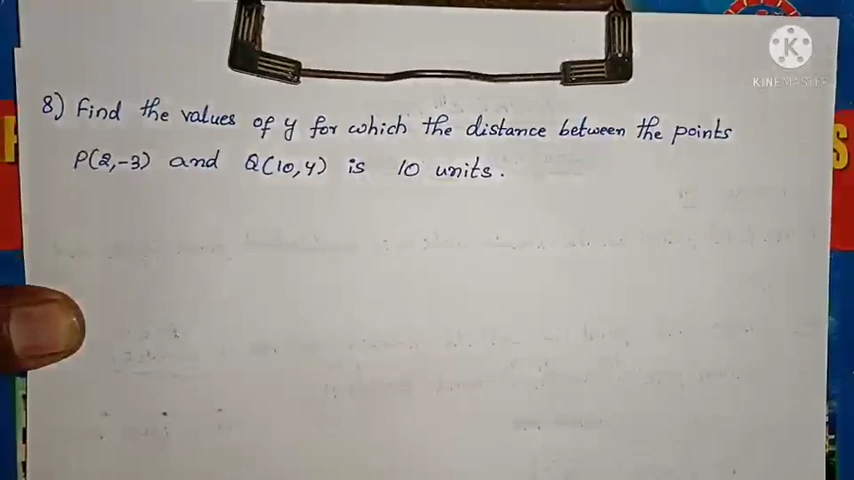 KINEMASTER
8) Find the values of y for which the distance between the points
P(2,-3) and Q(10,y) is 10 units.